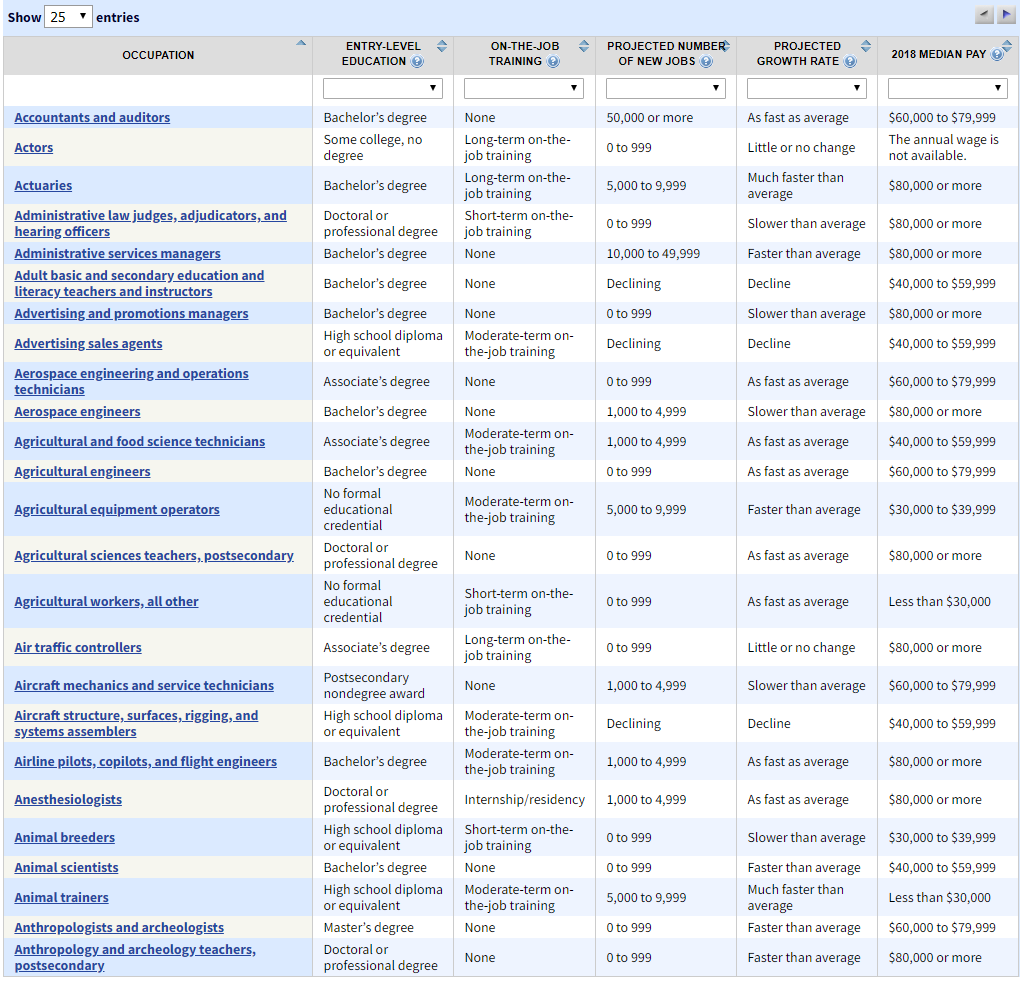 Show 25 entries
OCCUPATION
ENTRY-LEVEL
EDUCATION
ON-THE-JOB
TRAINING
PROJECTED NUMBER
OF NEW JOBS
PROJECTED
GROWTH RATE
2018 MEDIAN PAY
Accountants and auditors
Bachelor's degree
None
50,000 or more
As fast as average
$60,000 to $79,999
Actors
Some college, no
degree
Long-term on-the-
job training
0 to 999
Little or no change
The annual wage is
not available.
Actuaries
Bachelor's degree
Long-term on-the-
job training
5,000 to 9,999
Much faster than
average
$80,000 or more
Administrative law judges, adjudicators, and
hearing officers
Doctoral or
professional degree
Short-term on-the-
job training
0 to 999
Slower than average
$80,000 or more
Administrative services managers
Bachelor's degree
None
10,000 to 49,999
Faster than average
$80,000 or more
Adult basic and secondary education and
literacy teachers and instructors
Bachelor's degree
None
Declining
Decline
$40,000 to $59,999
Advertising and promotions managers
Bachelor's degree
None
0 to 999
Slower than average
$80,000 or more
Advertising sales agents
High school diploma
or equivalent
Moderate-term on-
the-job training
Declining
Decline
$40,000 to $59,999
Aerospace engineering and operations
technicians
Associate's degree
None
0 to 999
As fast as average
$60,000 to $79,999
Aerospace engineers
Bachelor's degree
None
1,000 to 4,999
Slower than average
$80,000 or more
Agricultural and food science technicians
Associate's degree
Moderate-term on-
the-job training
1,000 to 4,999
As fast as average
$40,000 to $59,999
Agricultural engineers
Bachelor's degree
None
0 to 999
As fast as average
$60,000 to $79,999
Agricultural equipment operators
No formal
educational
credential
Moderate-term on-
the-job training
5,000 to 9,999
Faster than average
$30,000 to $39,999
Agricultural sciences teachers, postsecondary
Doctoral or
professional degree
None
0 to 999
As fast as average
$80,000 or more
Agricultural workers, all other
No formal
educational
credential
Short-term on-the-
job training
0 to 999
As fast as average
Less than $30,000
Air traffic controllers
Associate's degree
Long-term on-the-
job training
0 to 999
Little or no change
$80,000 or more
Aircraft mechanics and service technicians
Postsecondary
nondegree award
None
1,000 to 4,999
Slower than average
$60,000 to $79,999
Aircraft structure, surfaces, rigging, and
systems assemblers
High school diploma
or equivalent
Moderate-term on-
the-job training
Declining
Decline
$40,000 to $59,999
Airline pilots, copilots, and flight engineers
Bachelor's degree
Moderate-term on-
the-job training
1,000 to 4,999
As fast as average
$80,000 or more
Anesthesiologists
Doctoral or
professional degree
Internship/residency
1,000 to 4,999
As fast as average
$80,000 or more
Animal breeders
High school diploma
or equivalent
Short-term on-the-
job training
0 to 999
Slower than average
$30,000 to $39,999
Animal scientists
Bachelor's degree
None
0 to 999
Faster than average
$40,000 to $59,999
Animal trainers
High school diploma
or equivalent
Moderate-term on-
the-job training
5,000 to 9,999
Much faster than
average
Less than $30,000
Anthropologists and archeologists
Master's degree
None
0 to 999
Faster than average
$60,000 to $79,999
Anthropology and archeology teachers,
postsecondary
Doctoral or
professional degree
None
0 to 999
Faster than average
$80,000 or more